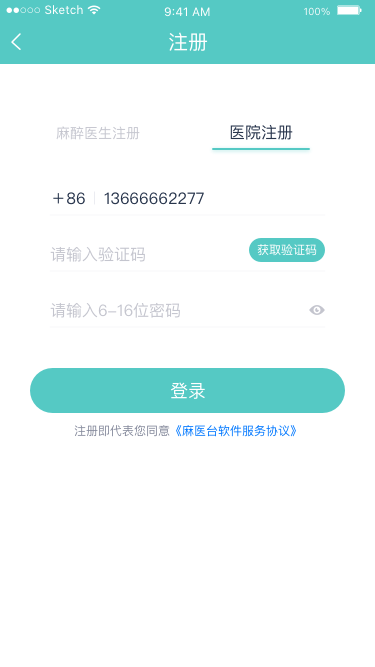 Sketch 9:41 AM 100%
注册
麻醉医生注册 医院注册
+86 13666662277
请输入验证码 获取验证码
请输入6-16位密码
登录
注册即代表您同意《麻医台软件服务协议》